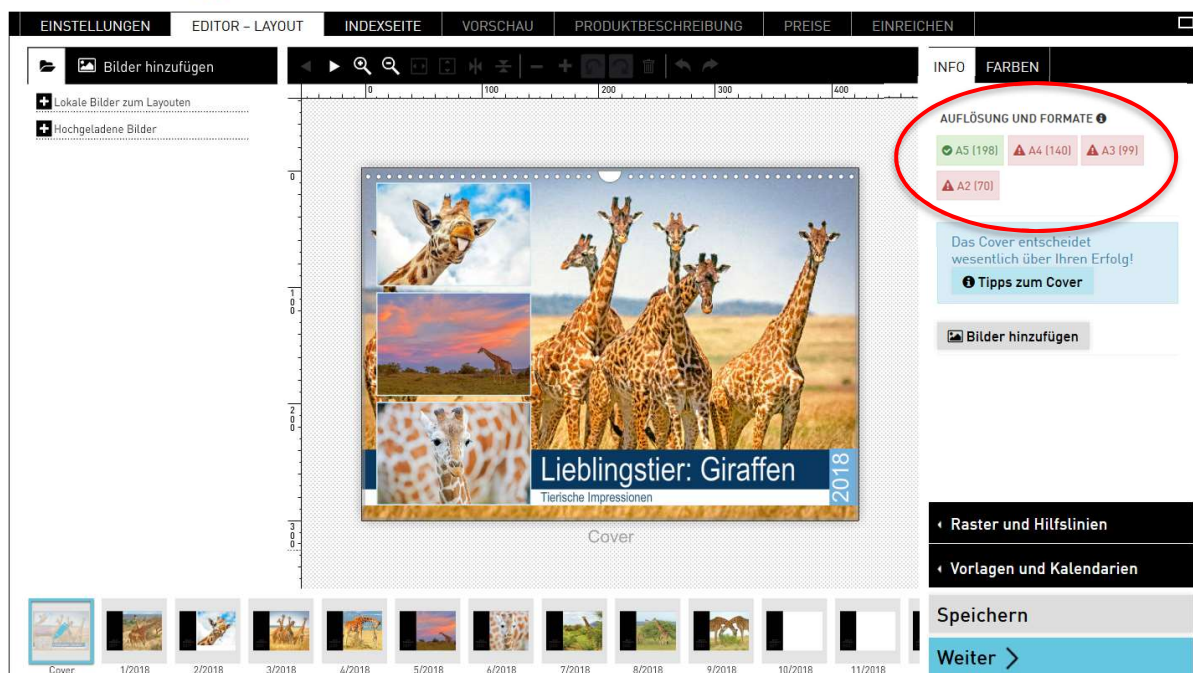 EINSTELLUNGEN EDITOR – LAYOUT INDEXSEITE VORSCHAU PRODUKTBESCHREIBUNG PREISE EINREICHEN
Bilder hinzufügen
Lokale Bilder zum Layouten
Hochgeladene Bilder
0 100 200 300 400
0
100
200
300
Lieblingstier: Giraffen
Tierische Impressionen
2018
Cover
INFO FARBEN
AUFLÖSUNG UND FORMATE
A5 (198) A4 (140) A3 (99)
A2 (70)
Das Cover entscheidet
wesentlich über Ihren Erfolg!
Tipps zum Cover
Bilder hinzufügen
Raster und Hilfslinien
Vorlagen und Kalendarien
Speichern
Weiter
Cover 1/2018 2/2018 3/2018 4/2018 5/2018 6/2018 7/2018 8/2018 9/2018 10/2018 11/2018